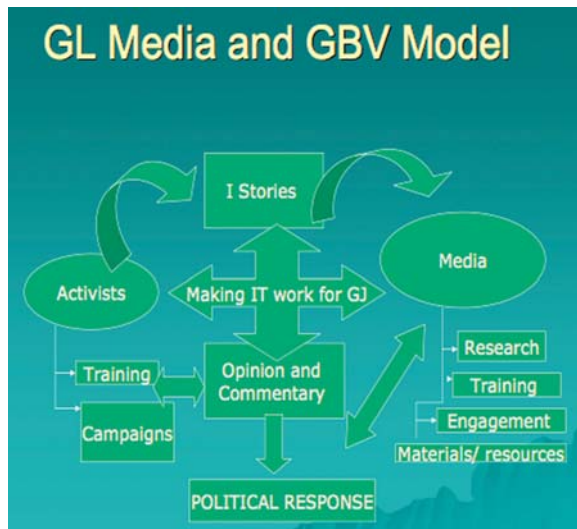 GL Media and GBV Model
I Stories
Media
Activists
Making IT work for GJ
Research
Training
Opinion and
Commentary
Training
Engagement
Campaigns
Materials/ resources
POLITICAL RESPONSE